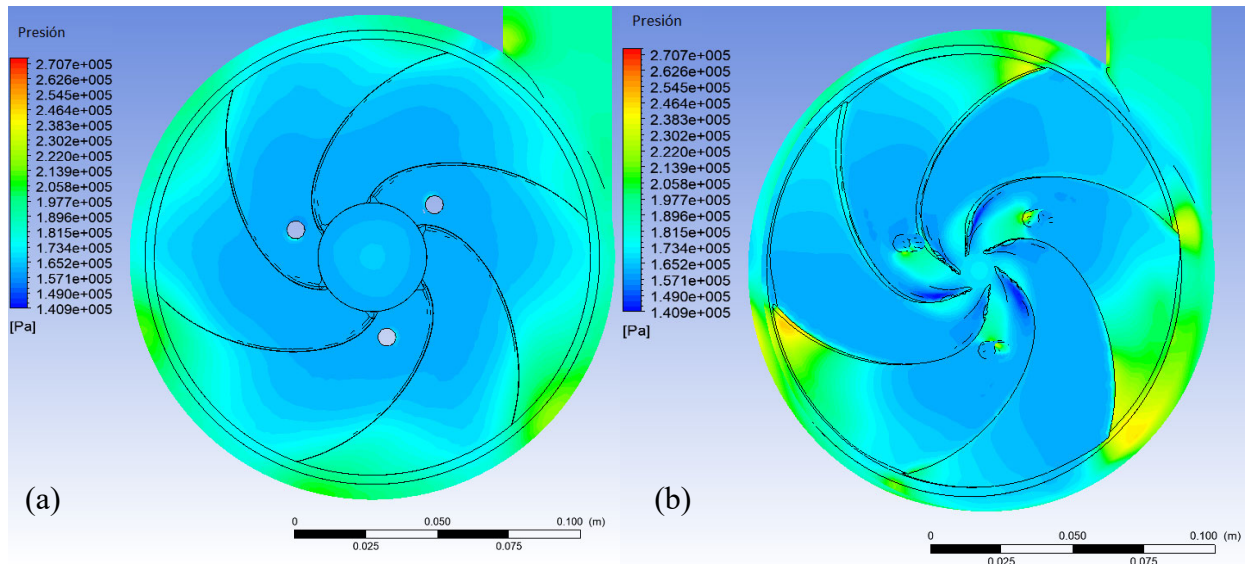 Presión
2.707e+005
2.626e+005
2.545e+005
2.464e+005
2.383e+005
2.302e+005
2.220e+005
2.139e+005
2.058e+005
1.977e+005
1.896e+005
1.815e+005
1.734e+005
1.652e+005
1.571e+005
1.490e+005
1.409e+005
[Pa]
(a)
0 0.050 0.100 (m)
0.025 0.075
Presión
2.707e+005
2.626e+005
2.545e+005
2.464e+005
2.383e+005
2.302e+005
2.220e+005
2.139e+005
2.058e+005
1.977e+005
1.896e+005
1.815e+005
1.734e+005
1.652e+005
1.571e+005
1.490e+005
1.409e+005
[Pa]
(b)
0 0.050 0.100 (m)
0.025 0.075